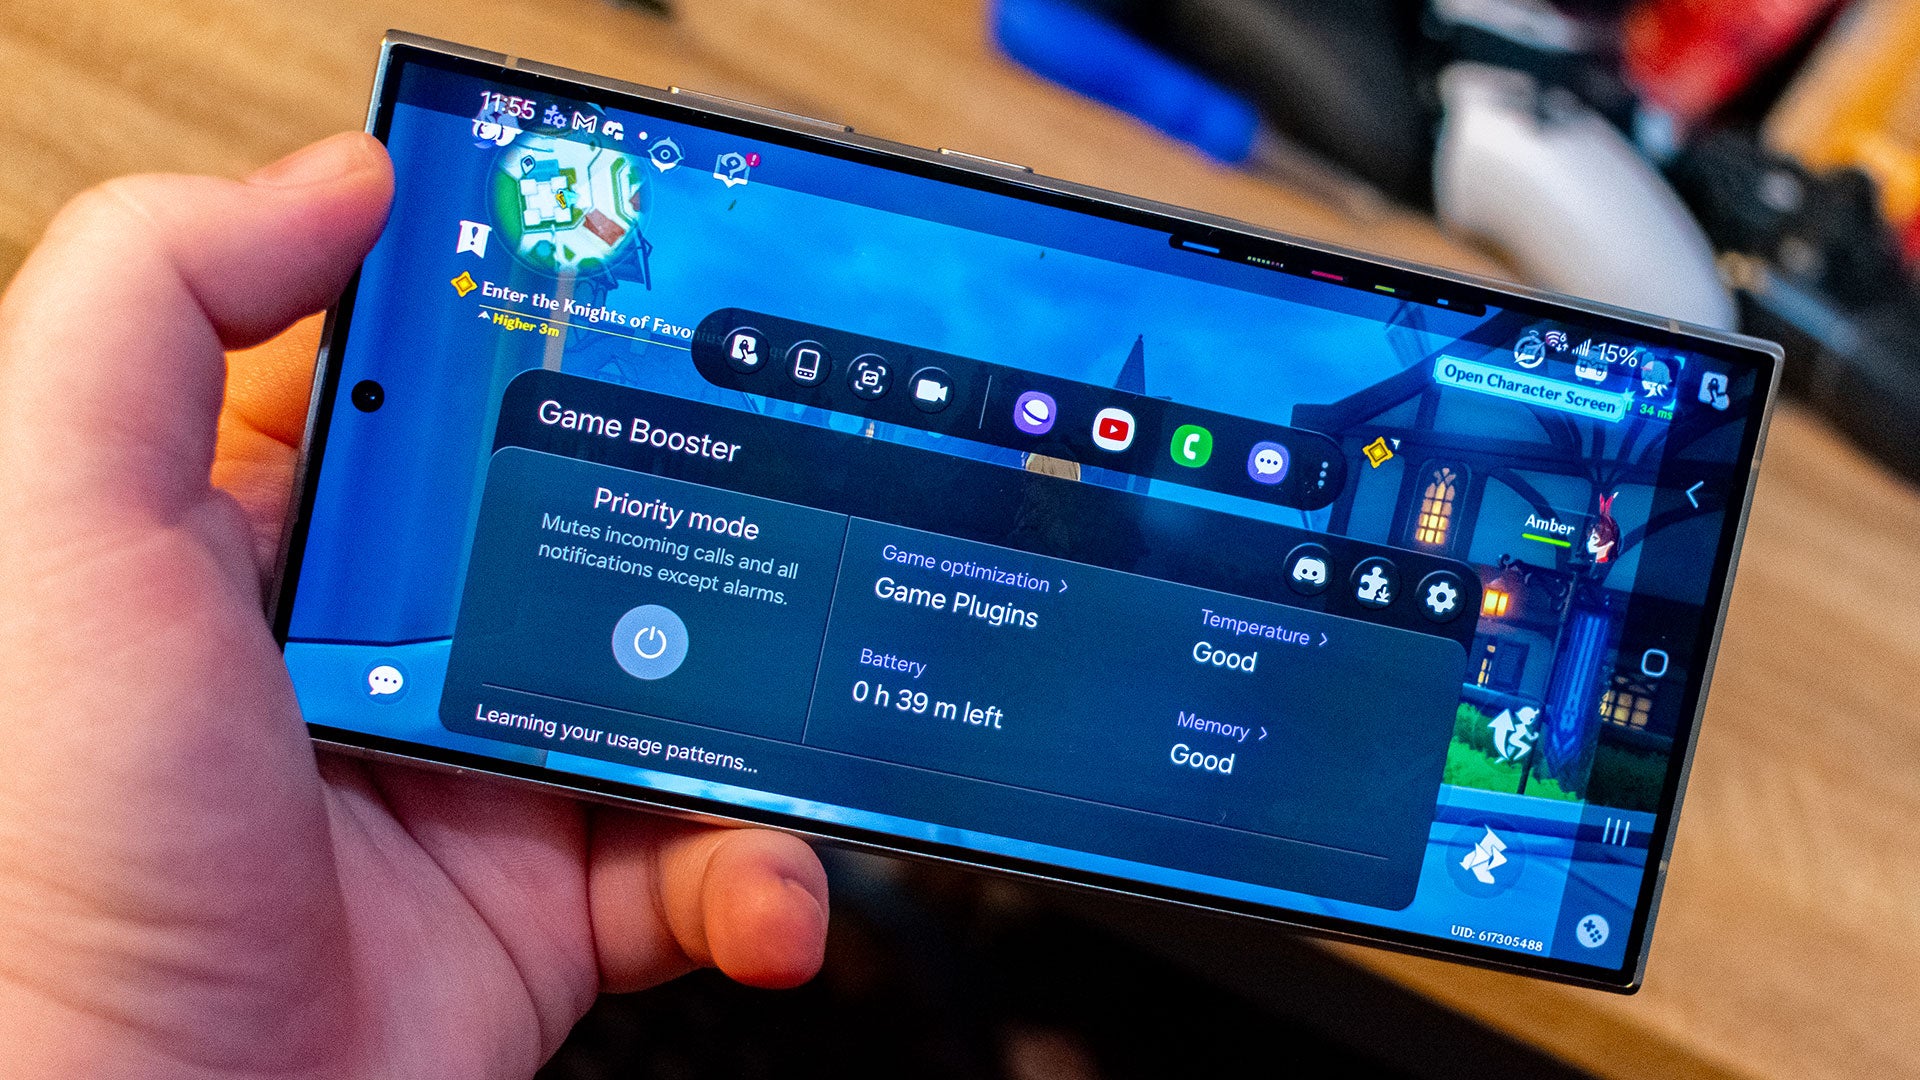 11:55
15%
34 ms
Enter the Knights of Favo
Higher 3m
Open Character Screen
Amber
Game Booster
Priority mode
Mutes incoming calls and all
notifications except alarms.
Learning your usage patterns...
Game optimization >
Game Plugins
Battery
0 h 39 m left
Temperature >
Good
Memory >
Good
UID: 617305488